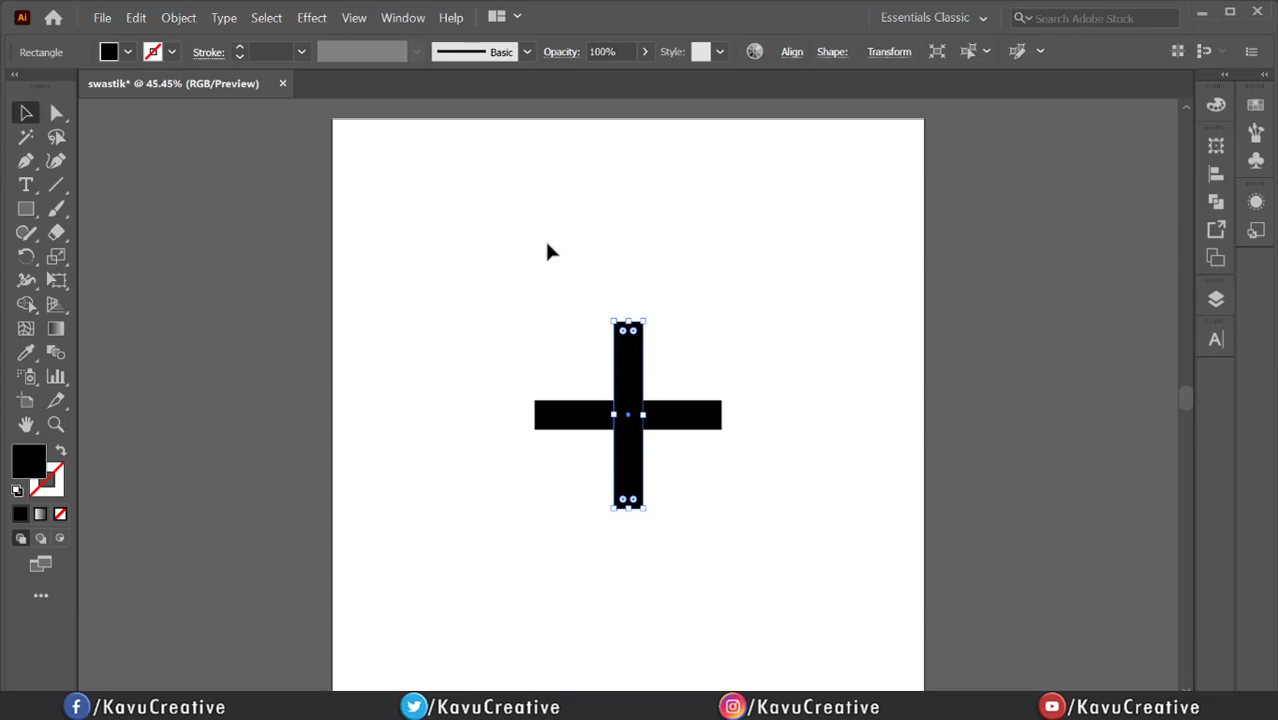 Ai File Edit Object Type Select Effect View Window Help Essentials Classic Search Adobe Stock
Rectangle Stroke: Basic Opacity: 100% Style: Align Shape: Transform
swastik* @ 45.45% (RGB/Preview)
/KavuCreative /KavuCreative /KavuCreative /KavuCreative